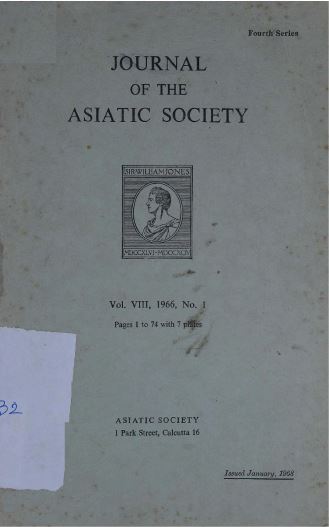 Fourth Series
JOURNAL
OF THE
ASIATIC SOCIETY
SIR WILLIAM JONES
MDCCXLVI-MDCCXCIV
Vol. VIII, 1966, No. 1
Pages 1 to 74 with 7 plates
32
ASIATIC SOCIETY
1 Park Street, Calcutta 16
Issued January, 1968